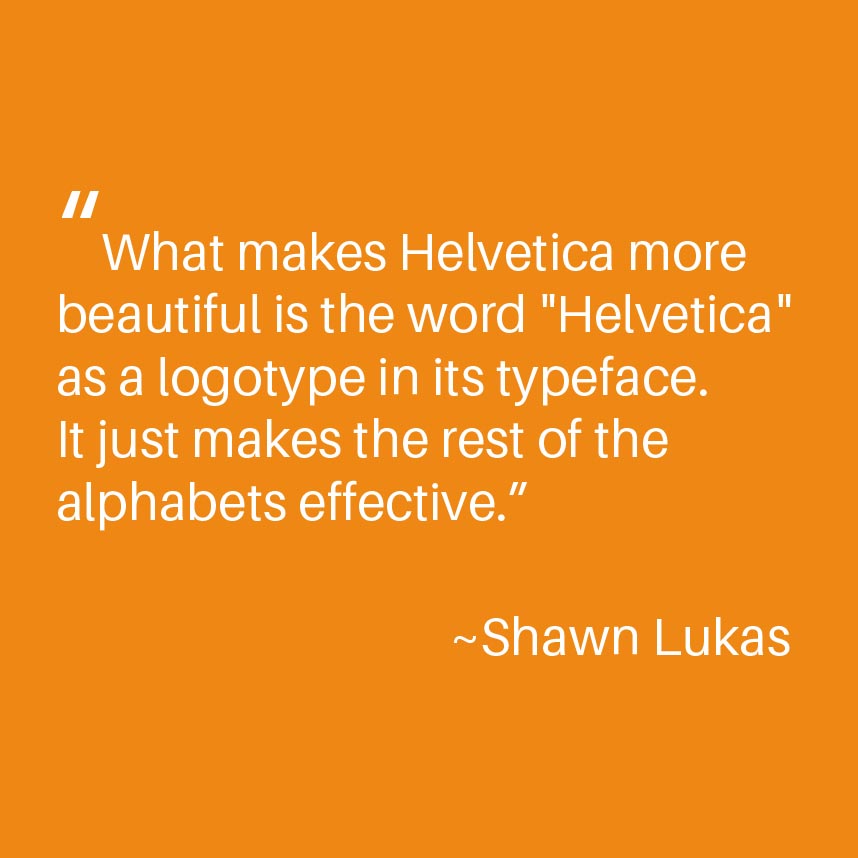 “What makes Helvetica more
beautiful is the word "Helvetica"
as a logotype in its typeface.
It just makes the rest of the
alphabets effective.”
~Shawn Lukas